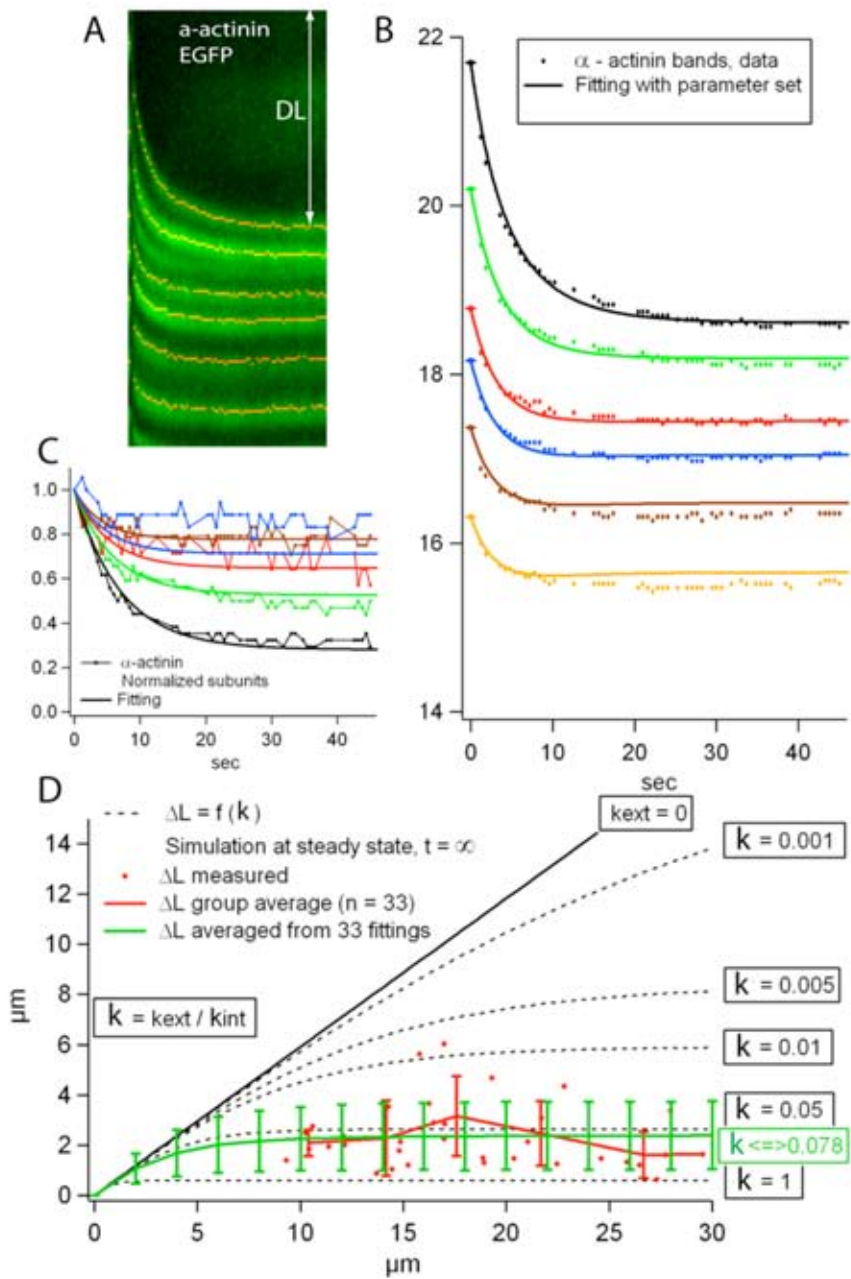 A
a-actinin
EGFP
DL
B
22
20
18
16
14
α - actinin bands, data
Fitting with parameter set
0
10
20
30
40
sec
C
1.0
0.8
0.6
0.4
0.2
0.0
α-actinin
Normalized subunits
Fitting
0
10
20
30
40
sec
D
ΔL = f (k)
Simulation at steady state, t = ∞
ΔL measured
ΔL group average (n = 33)
ΔL averaged from 33 fittings
k = kext / kint
kext = 0
k = 0.001
k = 0.005
k = 0.01
k = 0.05
k <=>0.078
k = 1
14
12
10
8
6
4
2
0
µm
0
5
10
15
20
25
30
µm